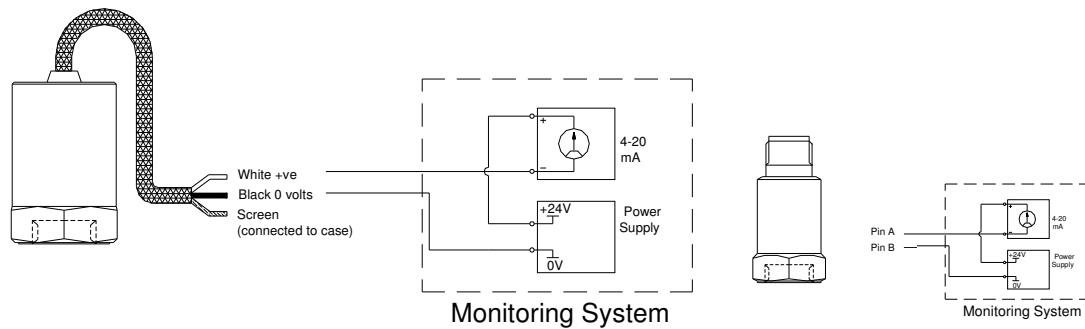 White +ve
Black 0 volts
Screen
(connected to case)
+
−
4-20
mA
+24V
0V
Power
Supply
Monitoring System
Pin A
Pin B
+
−
4-20
mA
+24V
0V
Power
Supply
Monitoring System